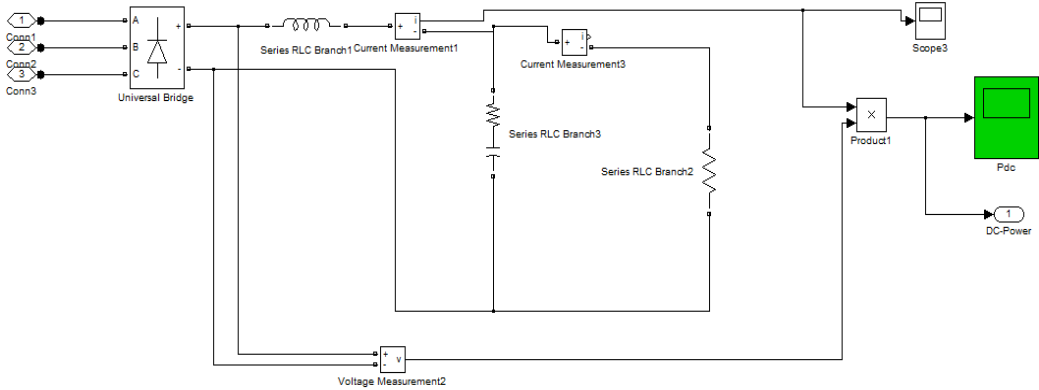 1
Conn1
2
Conn2
3
Conn3
A
B
C
+
-
Universal Bridge
Series RLC Branch1
+
i
-
Current Measurement1
+
i
-
Current Measurement3
Series RLC Branch3
Series RLC Branch2
Scope3
×
Product1
Pdc
1
DC-Power
+
-
v
Voltage Measurement2